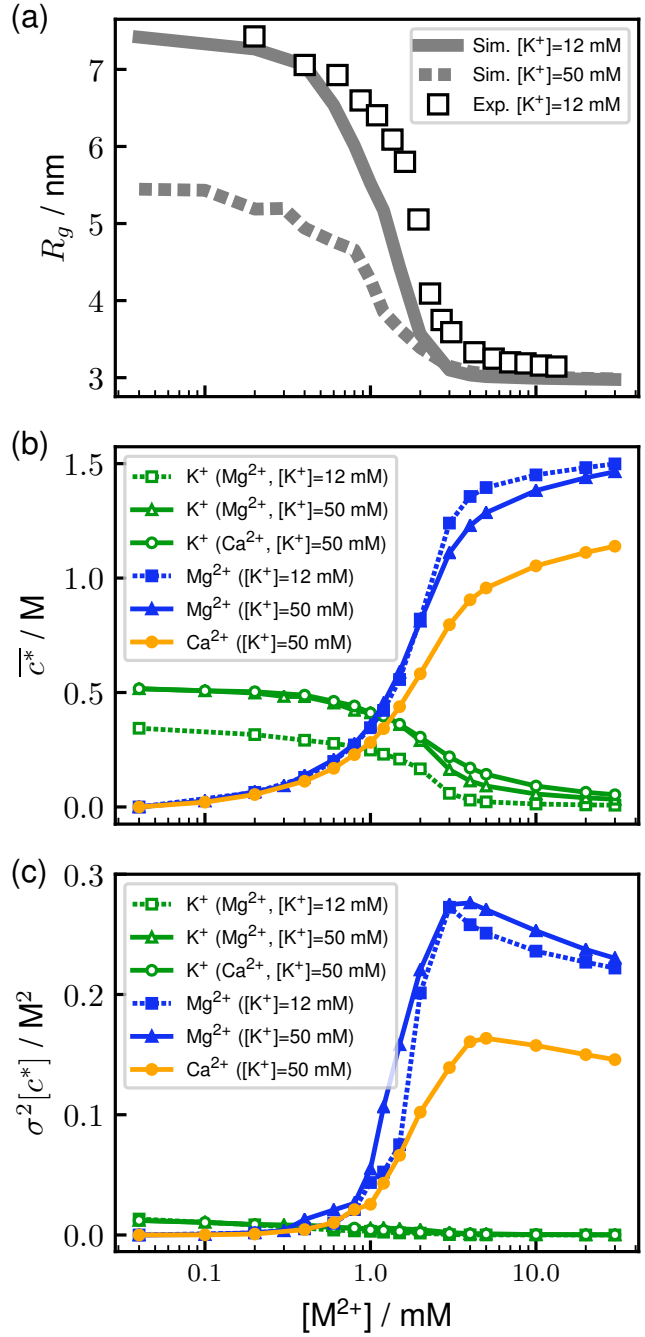 (a)
7
6
5
4
3
R_g / nm
Sim. [K⁺]=12 mM
Sim. [K⁺]=50 mM
Exp. [K⁺]=12 mM
(b)
1.5
1.0
0.5
0.0
c* / M
K⁺ (Mg²⁺, [K⁺]=12 mM)
K⁺ (Mg²⁺, [K⁺]=50 mM)
K⁺ (Ca²⁺, [K⁺]=50 mM)
Mg²⁺ ([K⁺]=12 mM)
Mg²⁺ ([K⁺]=50 mM)
Ca²⁺ ([K⁺]=50 mM)
(c)
0.3
0.2
0.1
0.0
σ²[c*] / M²
K⁺ (Mg²⁺, [K⁺]=12 mM)
K⁺ (Mg²⁺, [K⁺]=50 mM)
K⁺ (Ca²⁺, [K⁺]=50 mM)
Mg²⁺ ([K⁺]=12 mM)
Mg²⁺ ([K⁺]=50 mM)
Ca²⁺ ([K⁺]=50 mM)
0.1 1.0 10.0
[M²⁺] / mM